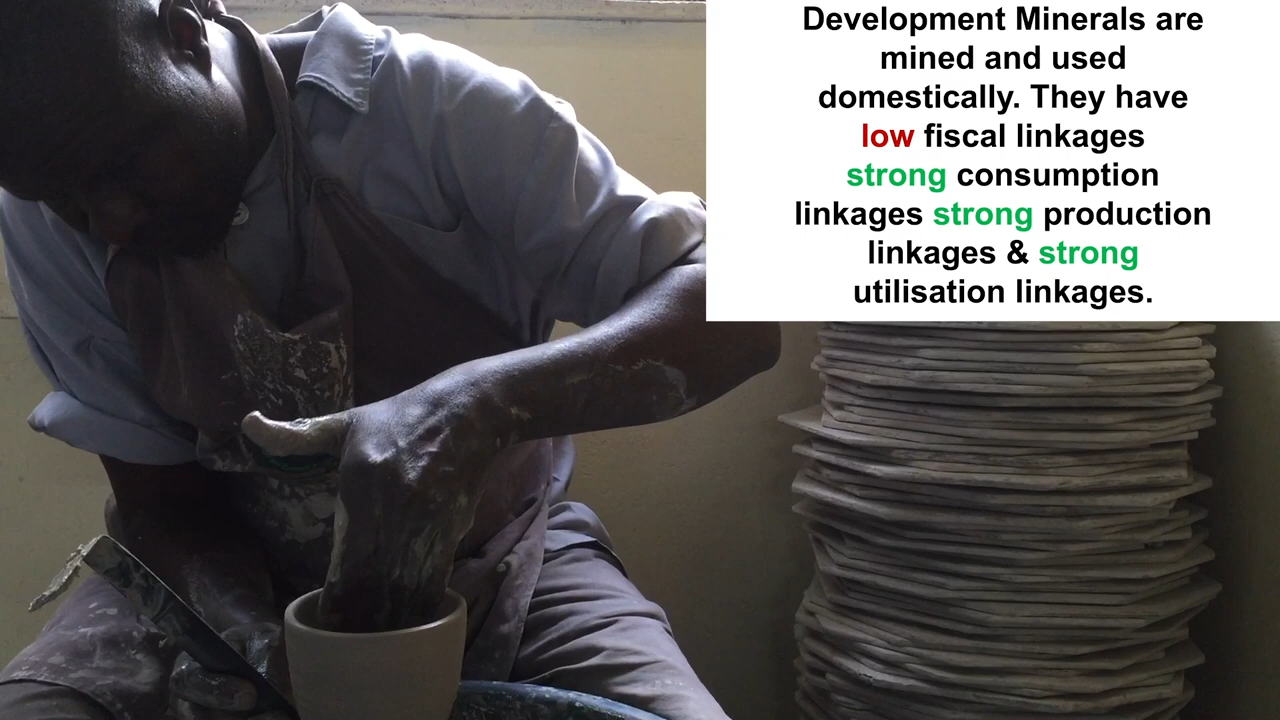 Development Minerals are
mined and used
domestically. They have
low fiscal linkages
strong consumption
linkages strong production
linkages & strong
utilisation linkages.